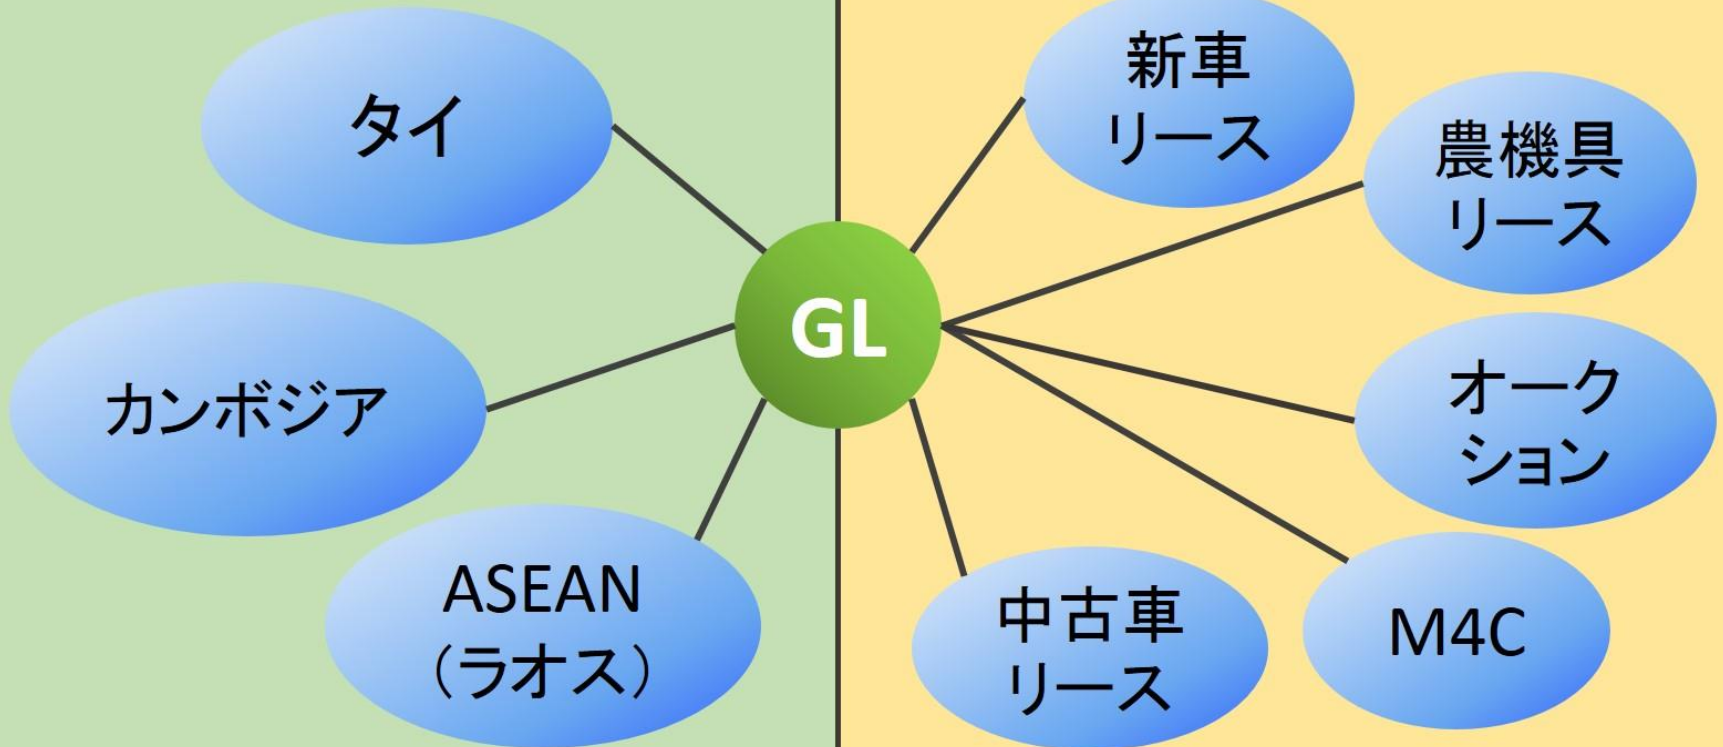 タイ
カンボジア
ASEAN
（ラオス）
GL
新車
リース
農機具
リース
オーク
ション
M4C
中古車
リース